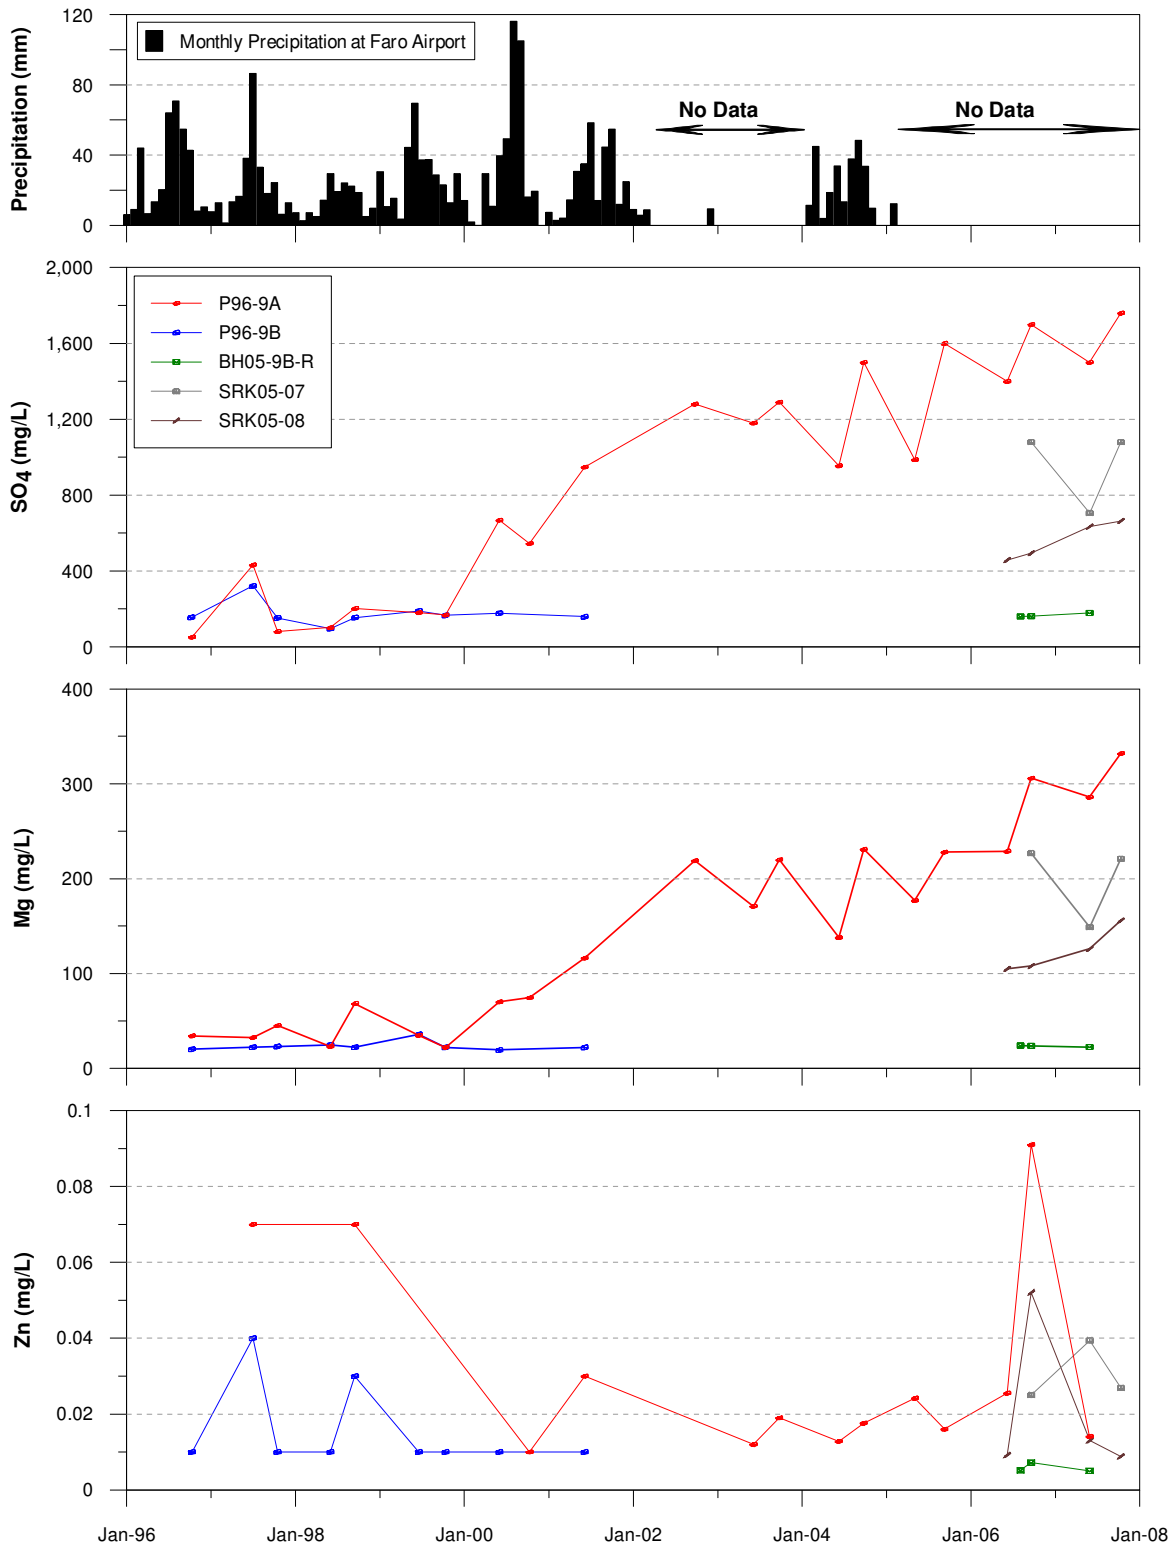 120
80
40
0
Precipitation (mm)
Monthly Precipitation at Faro Airport
No Data
No Data
2,000
1,600
1,200
800
400
0
SO4 (mg/L)
P96-9A
P96-9B
BH05-9B-R
SRK05-07
SRK05-08
400
300
200
100
0
Mg (mg/L)
0.1
0.08
0.06
0.04
0.02
0
Zn (mg/L)
Jan-96 Jan-98 Jan-00 Jan-02 Jan-04 Jan-06 Jan-08